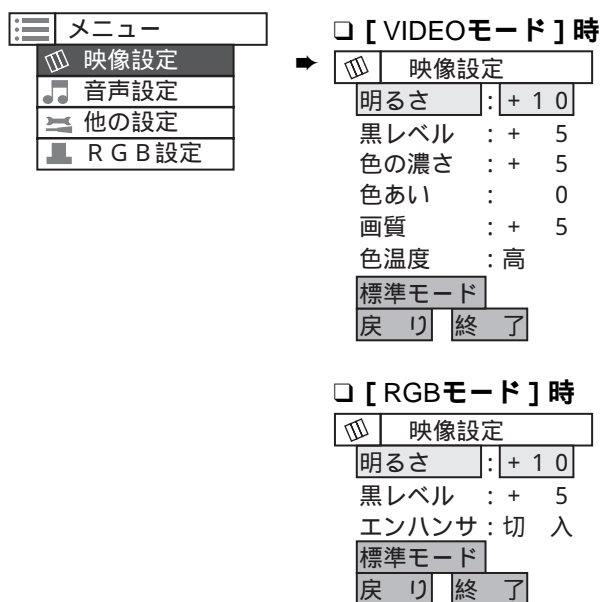 メニュー
映像設定
音声設定
他の設定
RGB設定
❏ [ VIDEOモード ] 時
映像設定
明るさ : + 1 0
黒レベル : + 5
色の濃さ : + 5
色あい : 0
画質 : + 5
色温度 : 高
標準モード
戻り 終了
❏ [ RGBモード ] 時
映像設定
明るさ : + 1 0
黒レベル : + 5
エンハンサ : 切 入
標準モード
戻り 終了